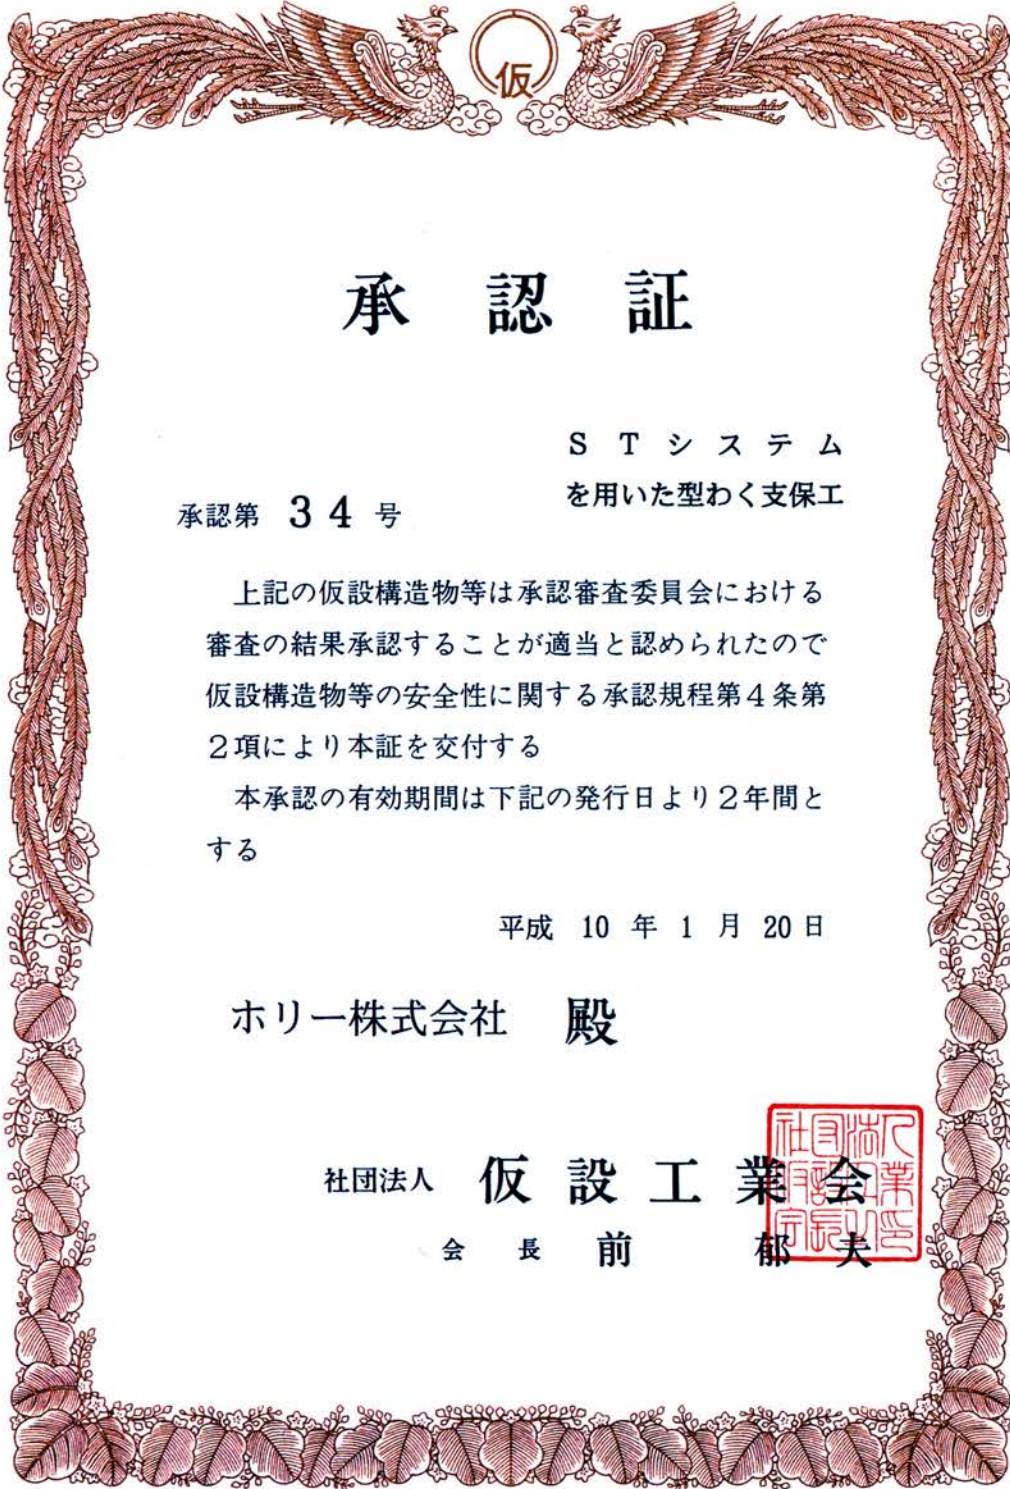 仮
承認証
STシステム
を用いた型わく支保工
承認第 34 号
上記の仮設構造物等は承認審査委員会における
審査の結果承認することが適当と認められたので
仮設構造物等の安全性に関する承認規程第4条第
2項により本証を交付する
本承認の有効期間は下記の発行日より2年間と
する
平成 10 年 1 月 20 日
ホリー株式会社 殿
社団法人 仮設工業会
会長 前 郁夫